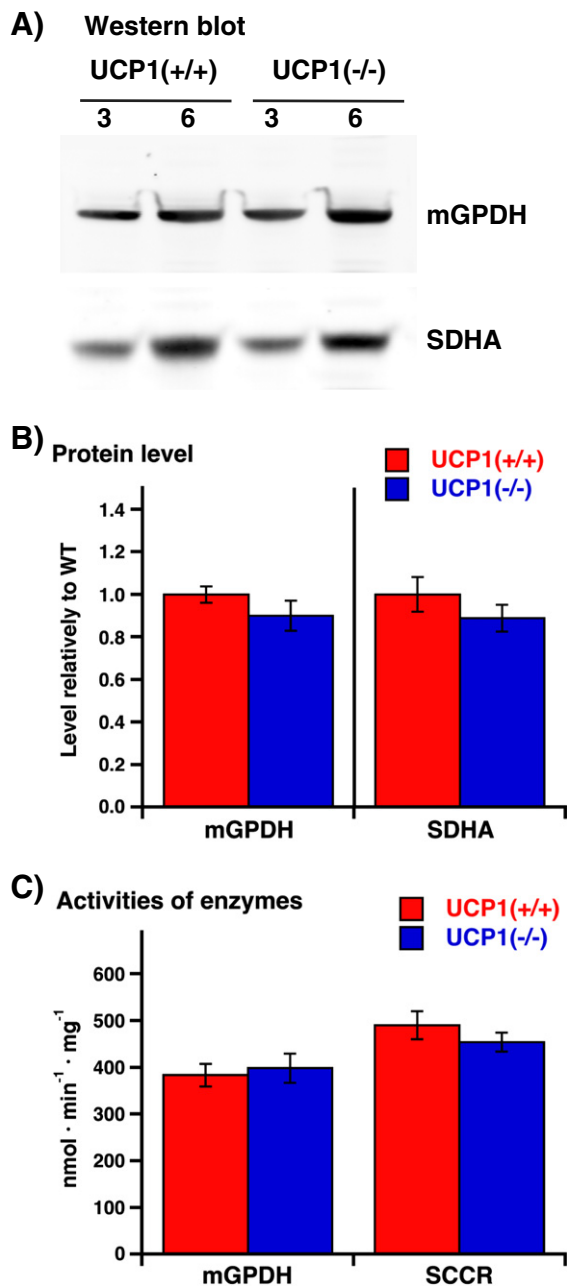 A) Western blot
UCP1(+/+) UCP1(-/-)
3 6 3 6
mGPDH
SDHA
B) Protein level
UCP1(+/+)
UCP1(-/-)
Level relatively to WT
1.4
1.2
1.0
0.8
0.6
0.4
0.2
0.0
mGPDH SDHA
C) Activities of enzymes
UCP1(+/+)
UCP1(-/-)
nmol · min⁻¹ · mg⁻¹
600
500
400
300
200
100
0
mGPDH SCCR